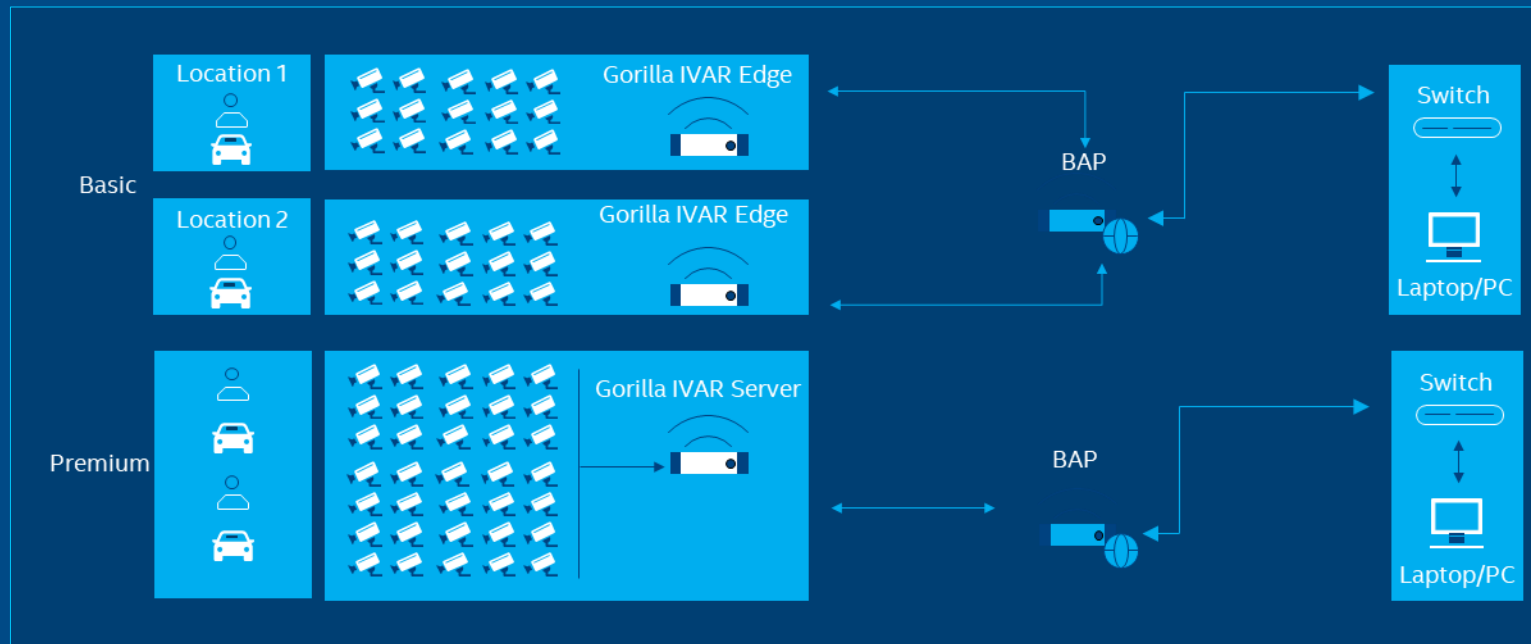 Location 1
Gorilla IVAR Edge
Switch
BAP
Basic
Location 2
Gorilla IVAR Edge
Laptop/PC
Gorilla IVAR Server
Switch
Premium
BAP
Laptop/PC